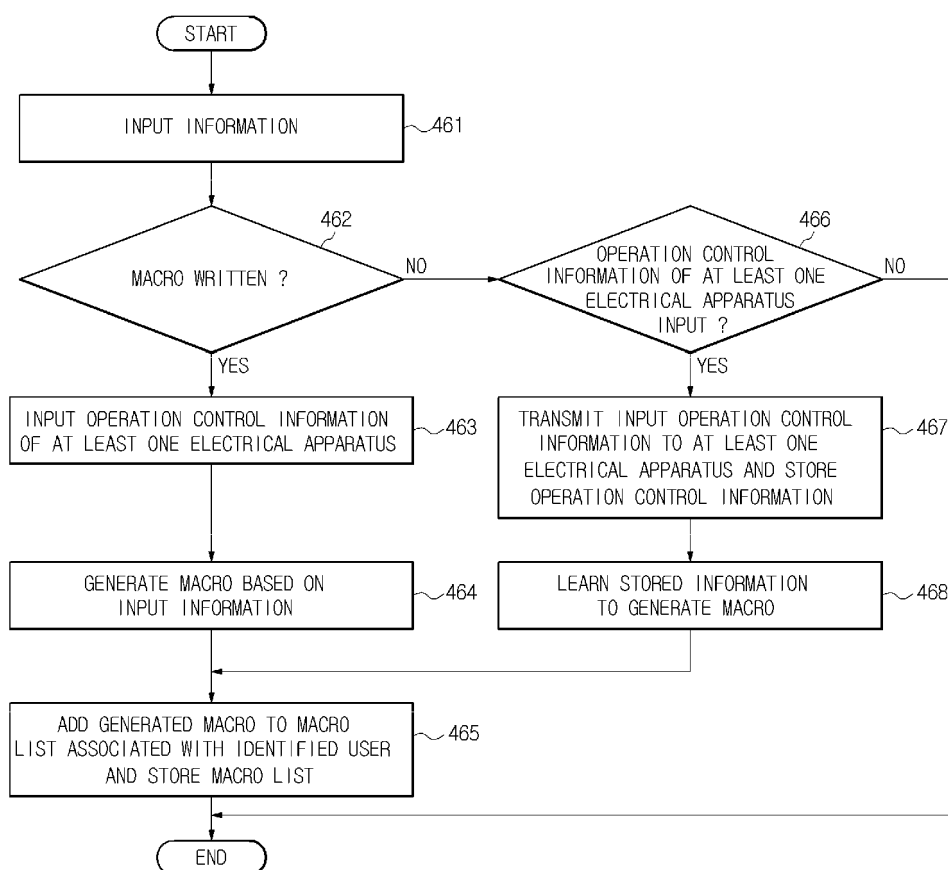 START
INPUT INFORMATION
461
MACRO WRITTEN ?
462
NO
YES
OPERATION CONTROL
INFORMATION OF AT LEAST ONE
ELECTRICAL APPARATUS
INPUT ?
466
NO
YES
INPUT OPERATION CONTROL INFORMATION
OF AT LEAST ONE ELECTRICAL APPARATUS
463
TRANSMIT INPUT OPERATION CONTROL
INFORMATION TO AT LEAST ONE
ELECTRICAL APPARATUS AND STORE
OPERATION CONTROL INFORMATION
467
GENERATE MACRO BASED ON
INPUT INFORMATION
464
LEARN STORED INFORMATION
TO GENERATE MACRO
468
ADD GENERATED MACRO TO MACRO
LIST ASSOCIATED WITH IDENTIFIED USER
AND STORE MACRO LIST
465
END